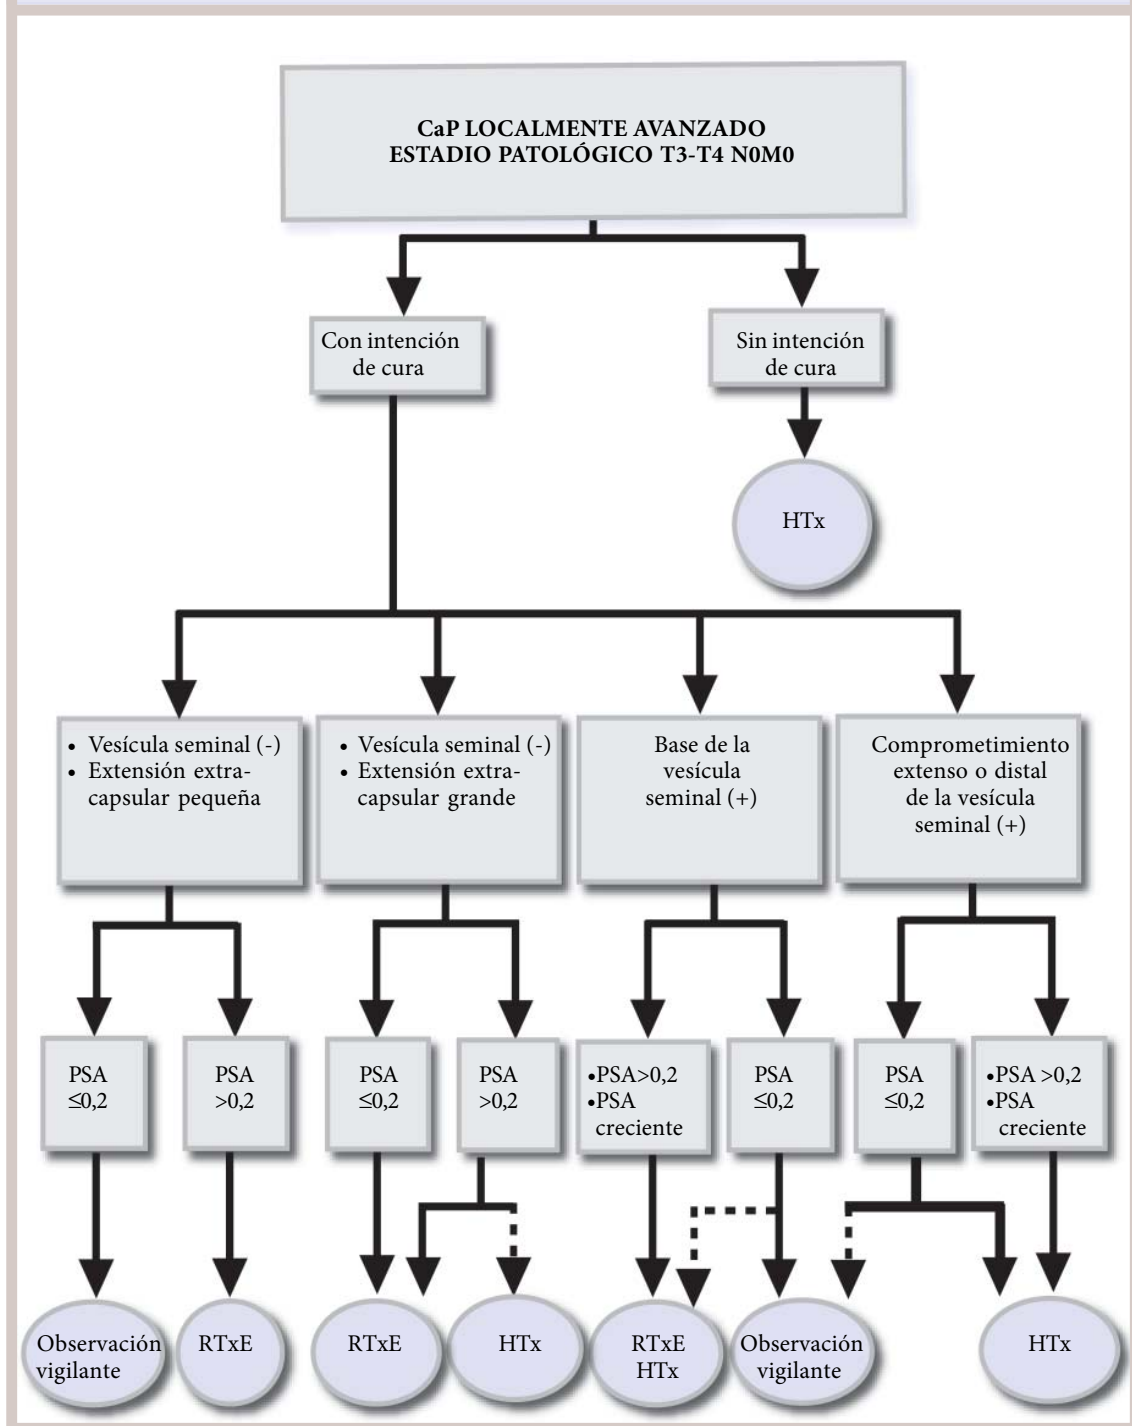 CaP LOCALMENTE AVANZADO
ESTADIO PATOLÓGICO T3-T4 N0M0
Con intención
de cura
Sin intención
de cura
HTx
• Vesícula seminal (-)
• Extensión extra-
capsular pequeña
• Vesícula seminal (-)
• Extensión extra-
capsular grande
Base de la
vesícula
seminal (+)
Comprometimiento
extenso o distal
de la vesícula
seminal (+)
PSA
≤0,2
PSA
>0,2
PSA
≤0,2
PSA
>0,2
•PSA>0,2
•PSA
creciente
PSA
≤0,2
PSA
≤0,2
•PSA >0,2
•PSA
creciente
Observación
vigilante
RTxE
RTxE
HTx
RTxE
HTx
Observación
vigilante
HTx